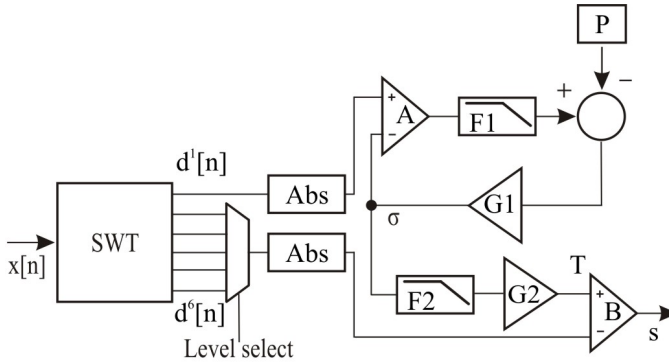 P
+
−
+
A
−
F1
d¹[n]
Abs
G1
SWT
σ
x[n]
Abs
T
F2
G2
+
B
−
d⁶[n]
s
Level select